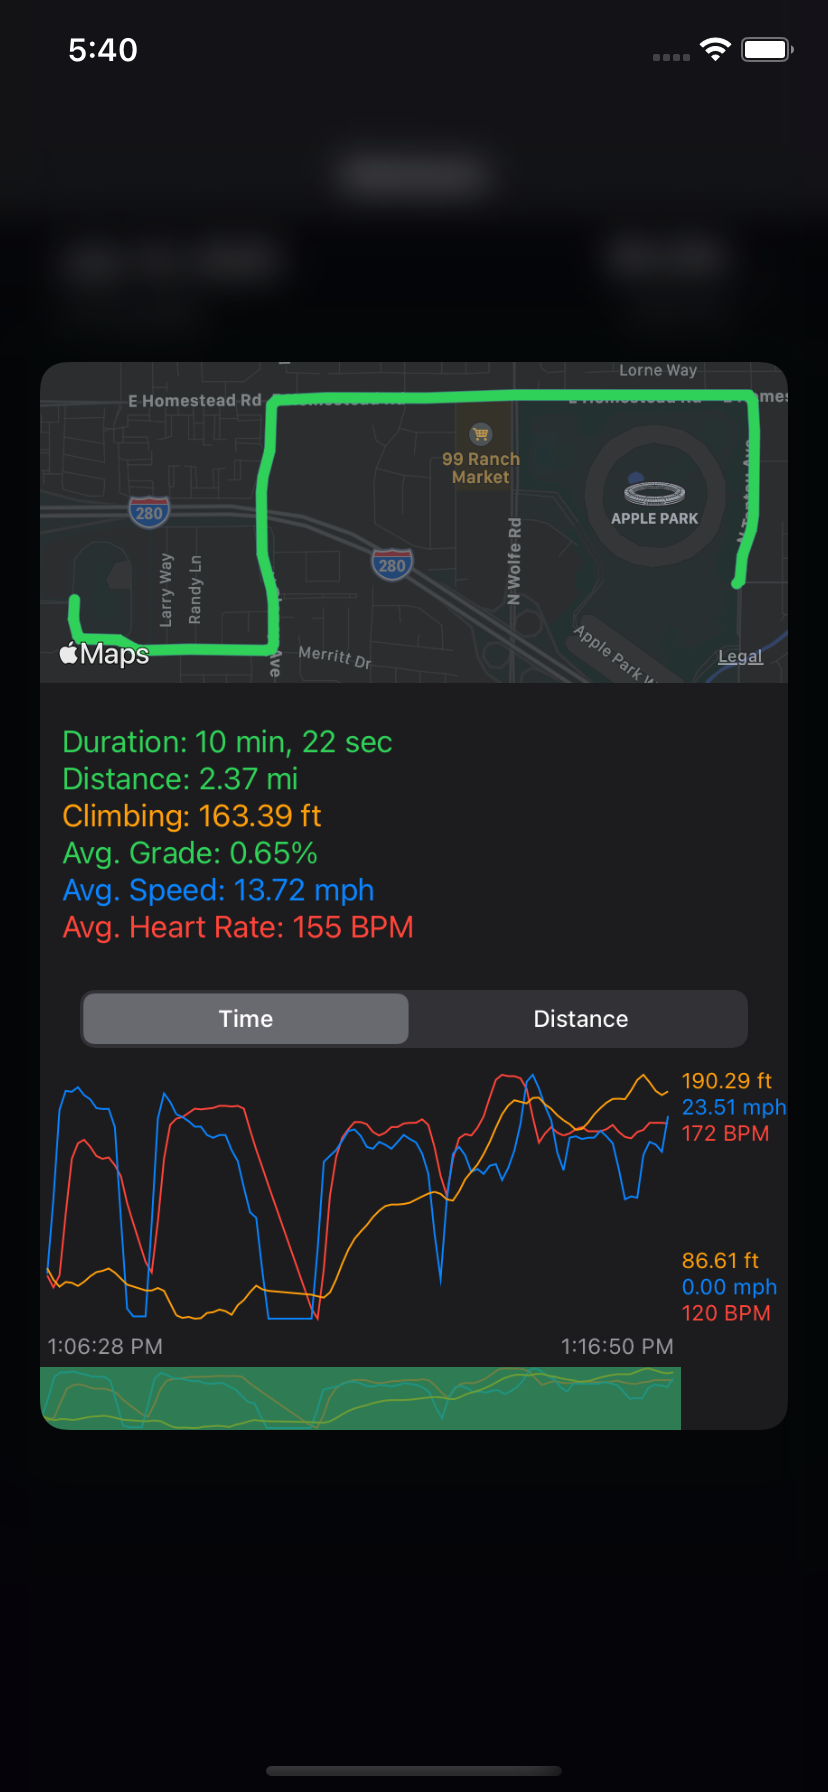 5:40
Lorne Way
E Homestead Rd
E Homestead Rd
99 Ranch
Market
280
APPLE PARK
280
N Wolfe Rd
Larry Way
Randy Ln
Apple Park
Merritt Dr
Ave
Maps
Legal
Duration: 10 min, 22 sec
Distance: 2.37 mi
Climbing: 163.39 ft
Avg. Grade: 0.65%
Avg. Speed: 13.72 mph
Avg. Heart Rate: 155 BPM
Time
Distance
190.29 ft
23.51 mph
172 BPM
86.61 ft
0.00 mph
120 BPM
1:06:28 PM
1:16:50 PM